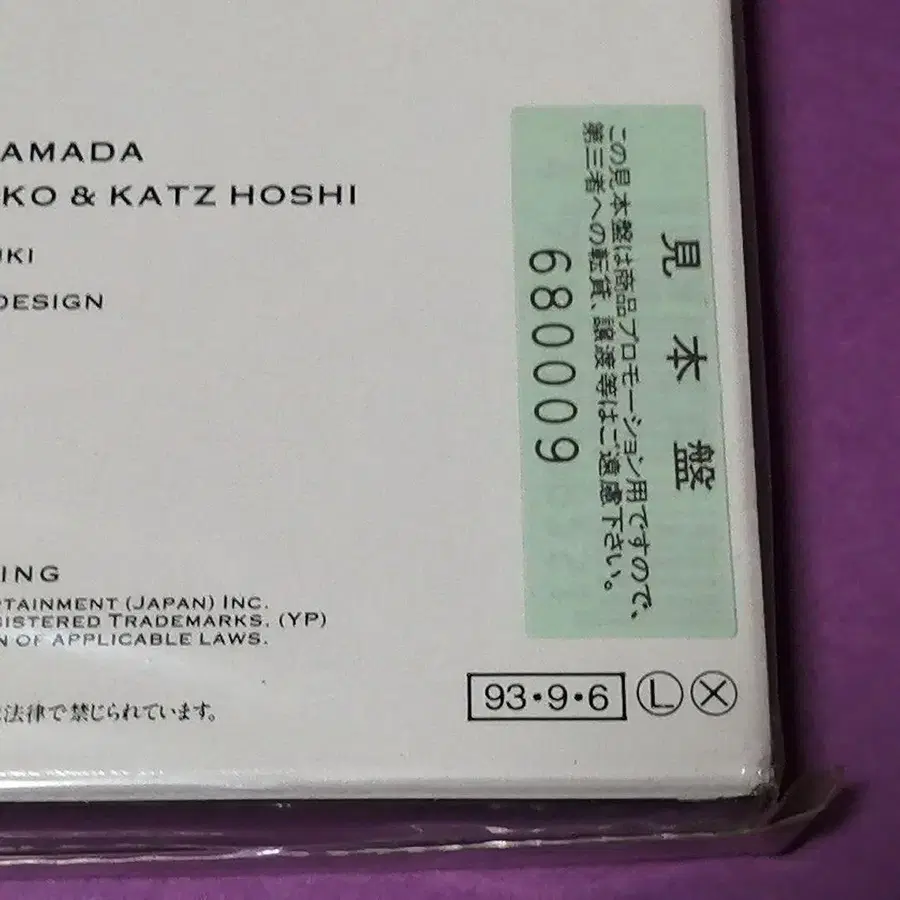 AMADA
KO & KATZ HOSHI
UKI
DESIGN
見本盤
この見本盤は商品プロモーション用ですので、
第三者への転貸、譲渡等はご遠慮下さい。
680009
ING
TAINMENT (JAPAN) INC.
ISTERED TRADEMARKS. (YP)
N OF APPLICABLE LAWS.
法律で禁じられています。
93・9・6 Ⓛ Ⓧ